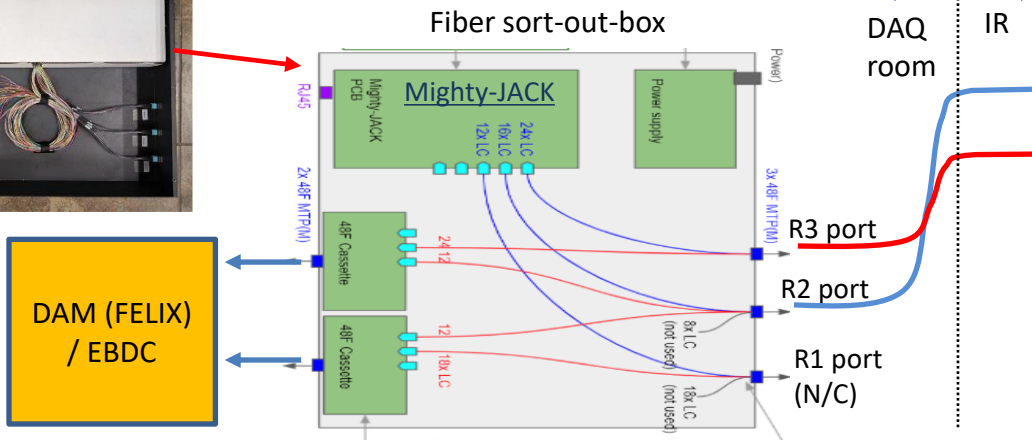 Fiber sort-out-box
DAQ
room
IR
Power)
RJ45
Mighty-JACK
PCB
Mighty-JACK
12x LC
16x LC
24x LC
Power supply
2x 48F MTP(M)
3x 48F MTP(M)
48F Cassette
24
12
R3 port
R2 port
DAM (FELIX)
/ EBDC
48F Cassette
12
18x LC
8x LC
(not used)
18x LC
(not used)
R1 port
(N/C)